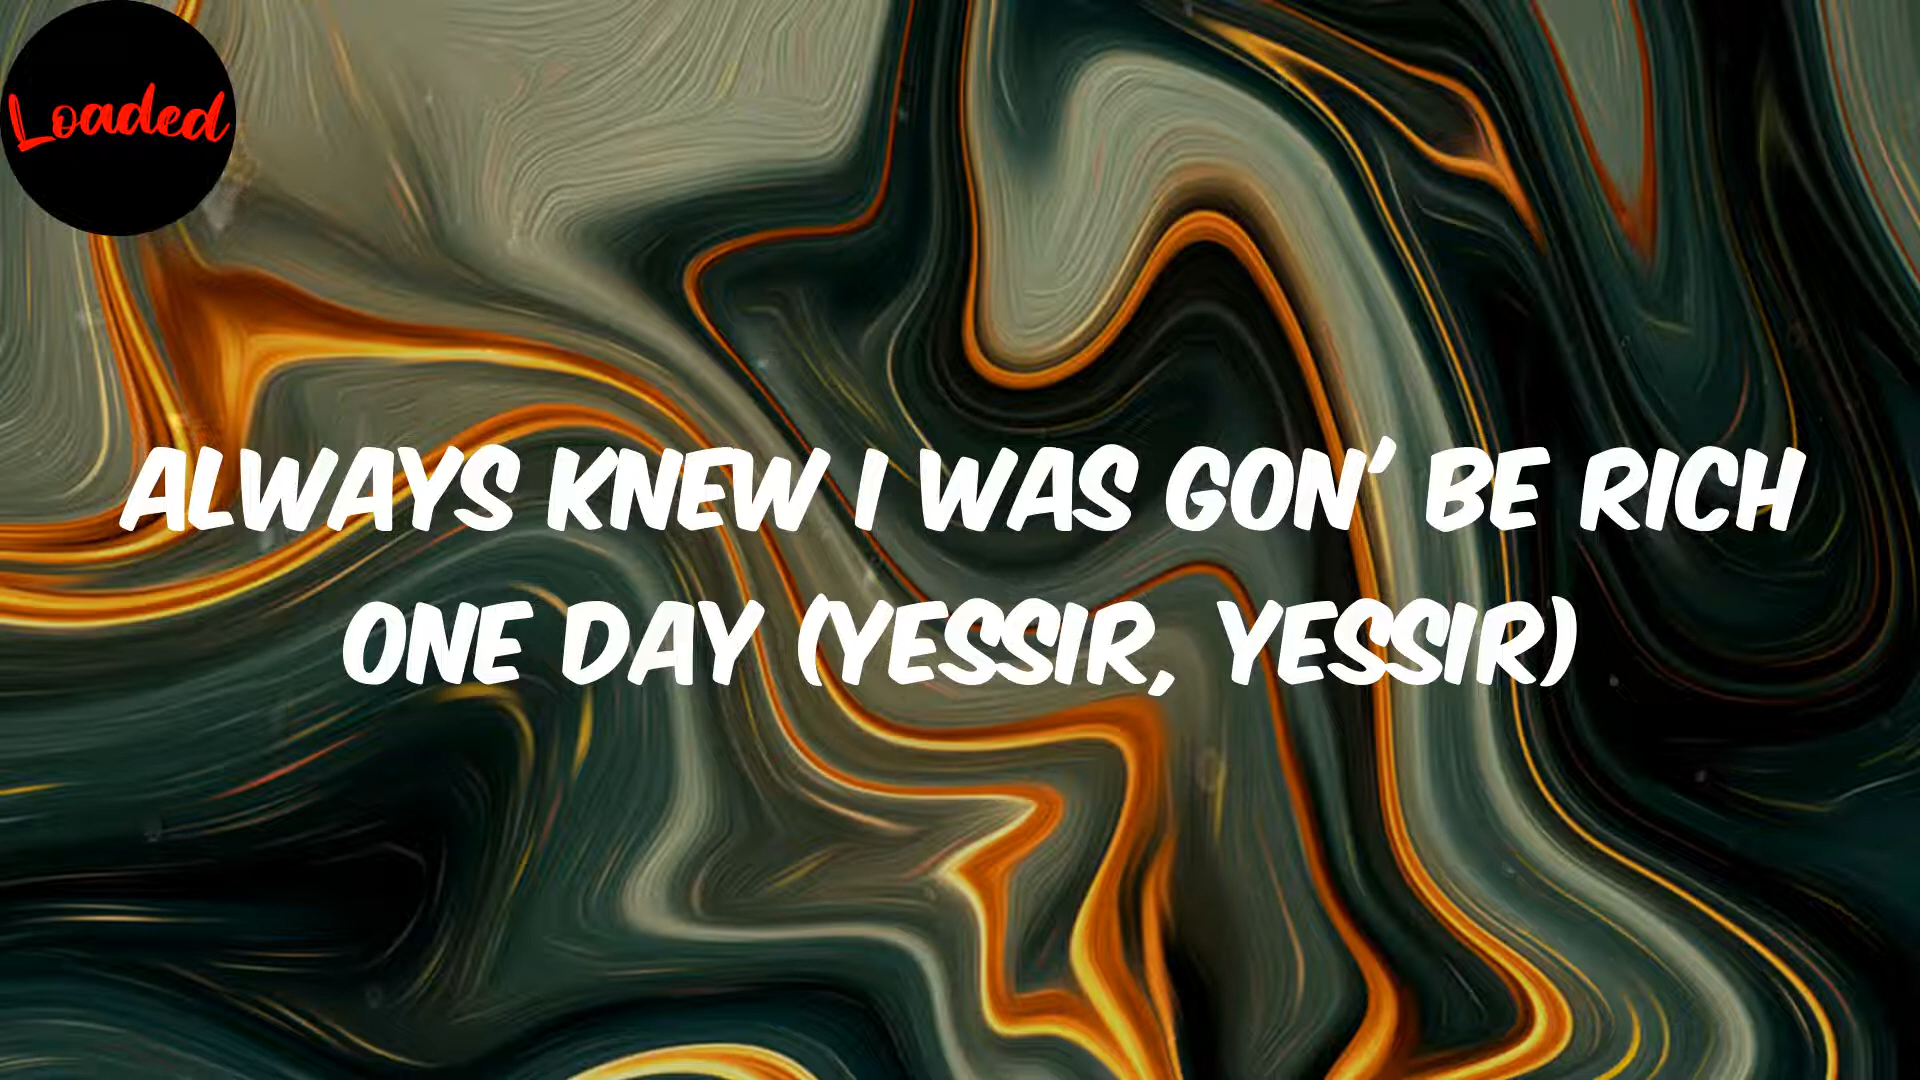 Loaded
ALWAYS KNEW I WAS GON' BE RICH
ONE DAY (YESSIR, YESSIR)